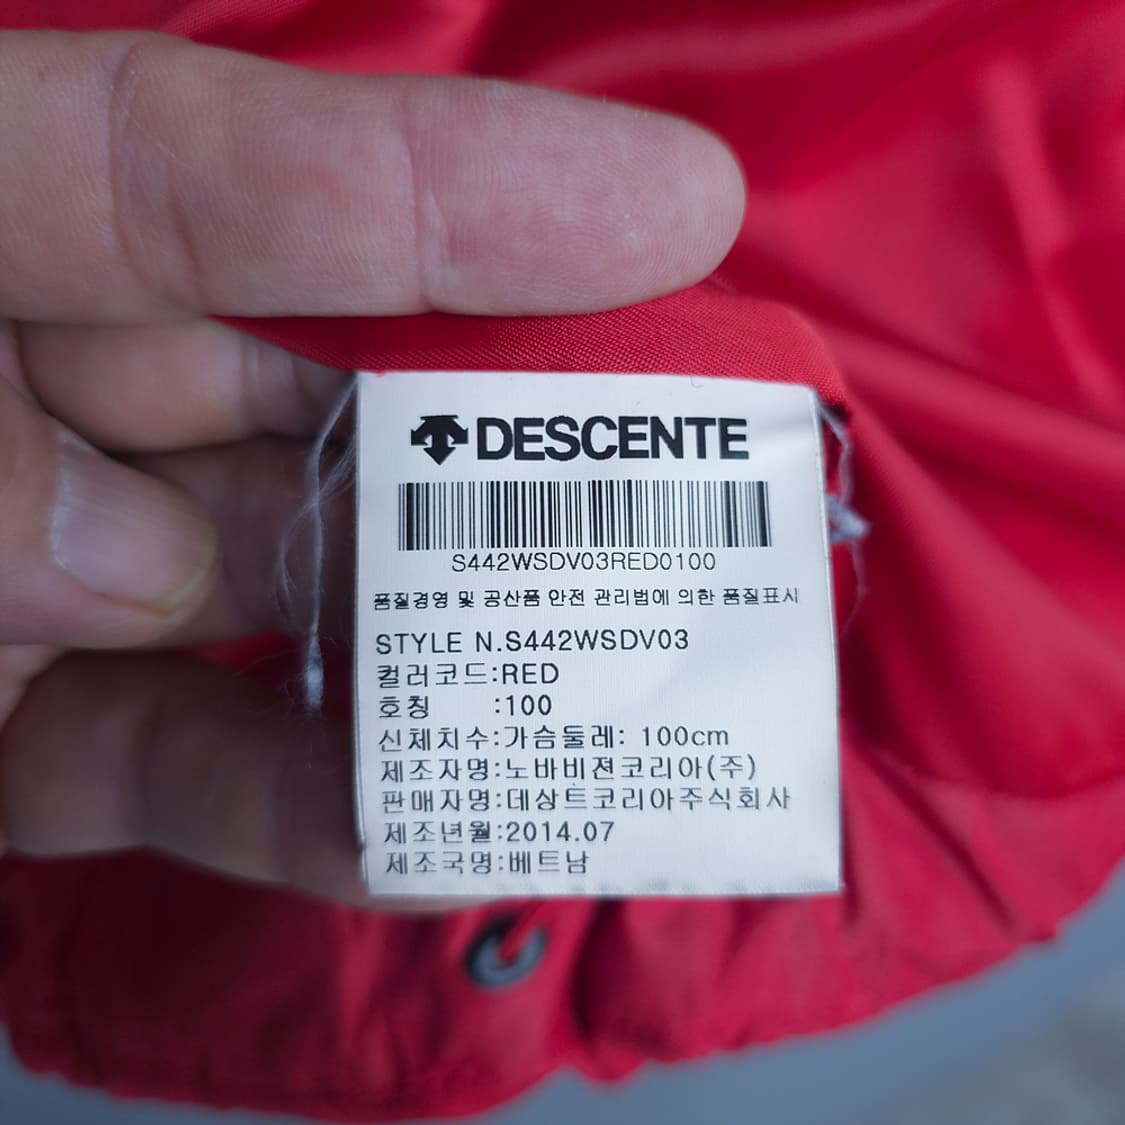 DESCENTE
S442WSDV03RED0100
품질경영 및 공산품 안전 관리법에 의한 품질표시
STYLE N.S442WSDV03
컬러코드:RED
호칭 :100
신체치수:가슴둘레: 100cm
제조자명:노바비젼코리아(주)
판매자명:데상트코리아주식회사
제조년월:2014.07
제조국명:베트남